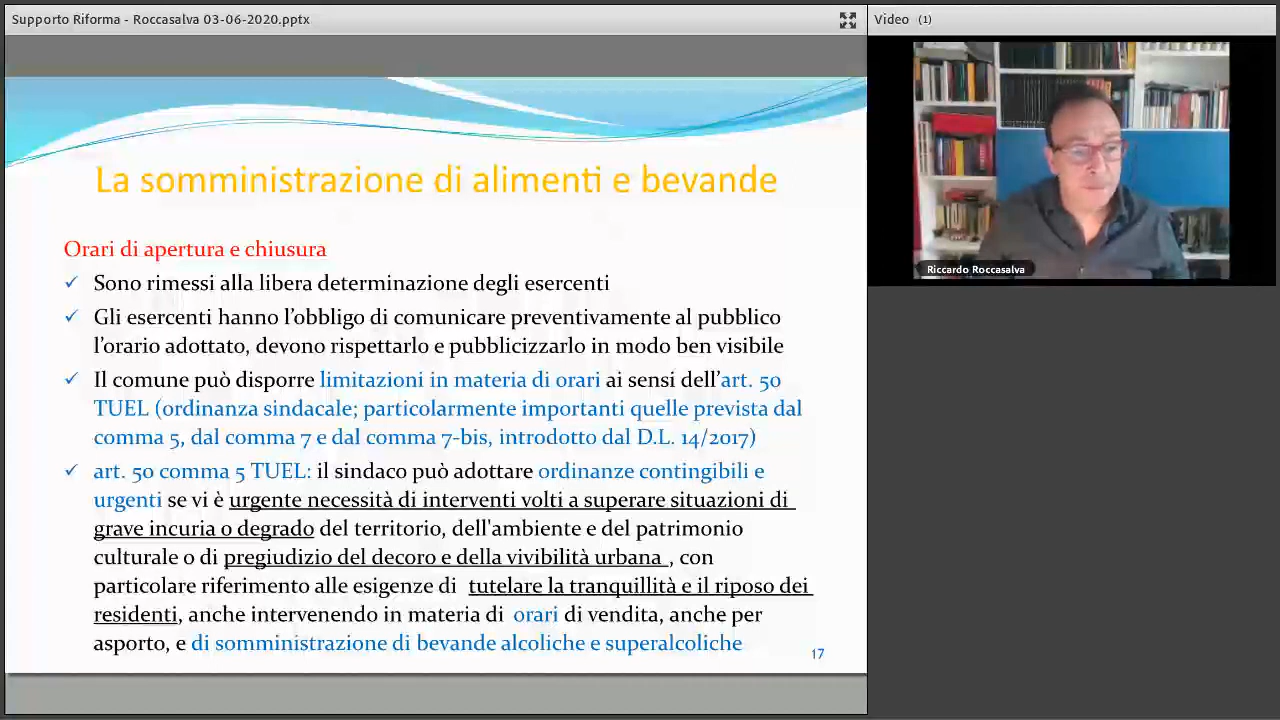 Supporto Riforma - Roccasalva 03-06-2020.pptx
Video (1)
La somministrazione di alimenti e bevande
Orari di apertura e chiusura
✓ Sono rimessi alla libera determinazione degli esercenti
✓ Gli esercenti hanno l'obbligo di comunicare preventivamente al pubblico
l'orario adottato, devono rispettarlo e pubblicizzarlo in modo ben visibile
✓ Il comune può disporre limitazioni in materia di orari ai sensi dell'art. 50
TUEL (ordinanza sindacale; particolarmente importanti quelle prevista dal
comma 5, dal comma 7 e dal comma 7-bis, introdotto dal D.L. 14/2017)
✓ art. 50 comma 5 TUEL: il sindaco può adottare ordinanze contingibili e
urgenti se vi è urgente necessità di interventi volti a superare situazioni di
grave incuria o degrado del territorio, dell'ambiente e del patrimonio
culturale o di pregiudizio del decoro e della vivibilità urbana , con
particolare riferimento alle esigenze di tutelare la tranquillità e il riposo dei
residenti, anche intervenendo in materia di orari di vendita, anche per
asporto, e di somministrazione di bevande alcoliche e superalcoliche
17
Riccardo Roccasalva